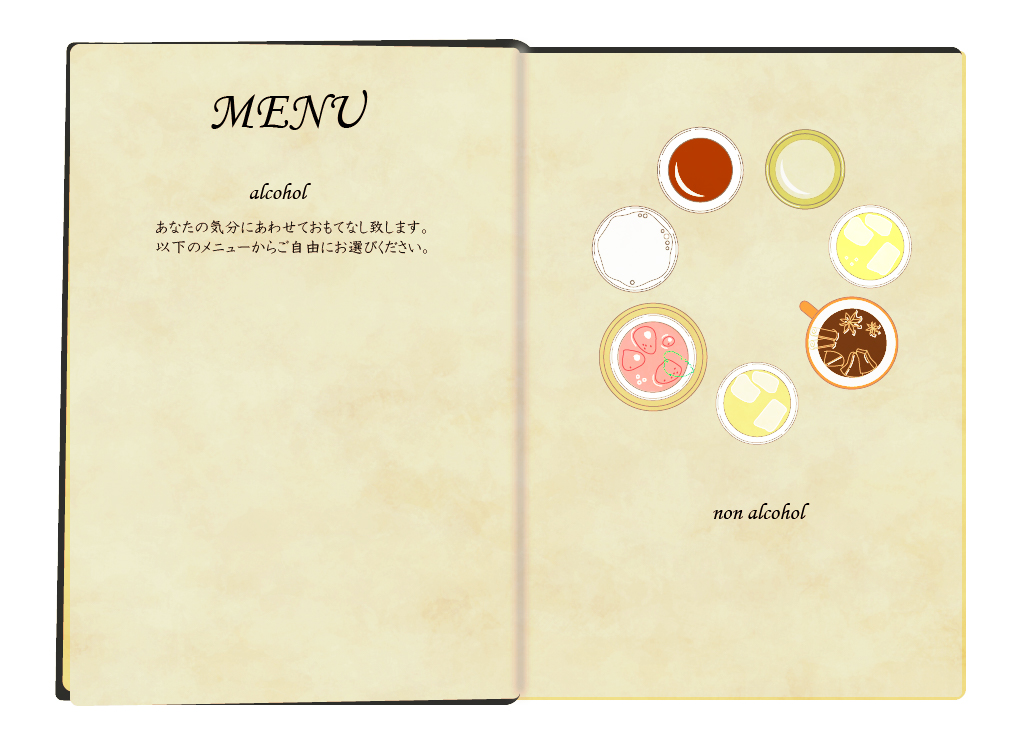 MENU
alcohol
あなたの気分にあわせておもてなし致します。
以下のメニューからご自由にお選びください。
non alcohol